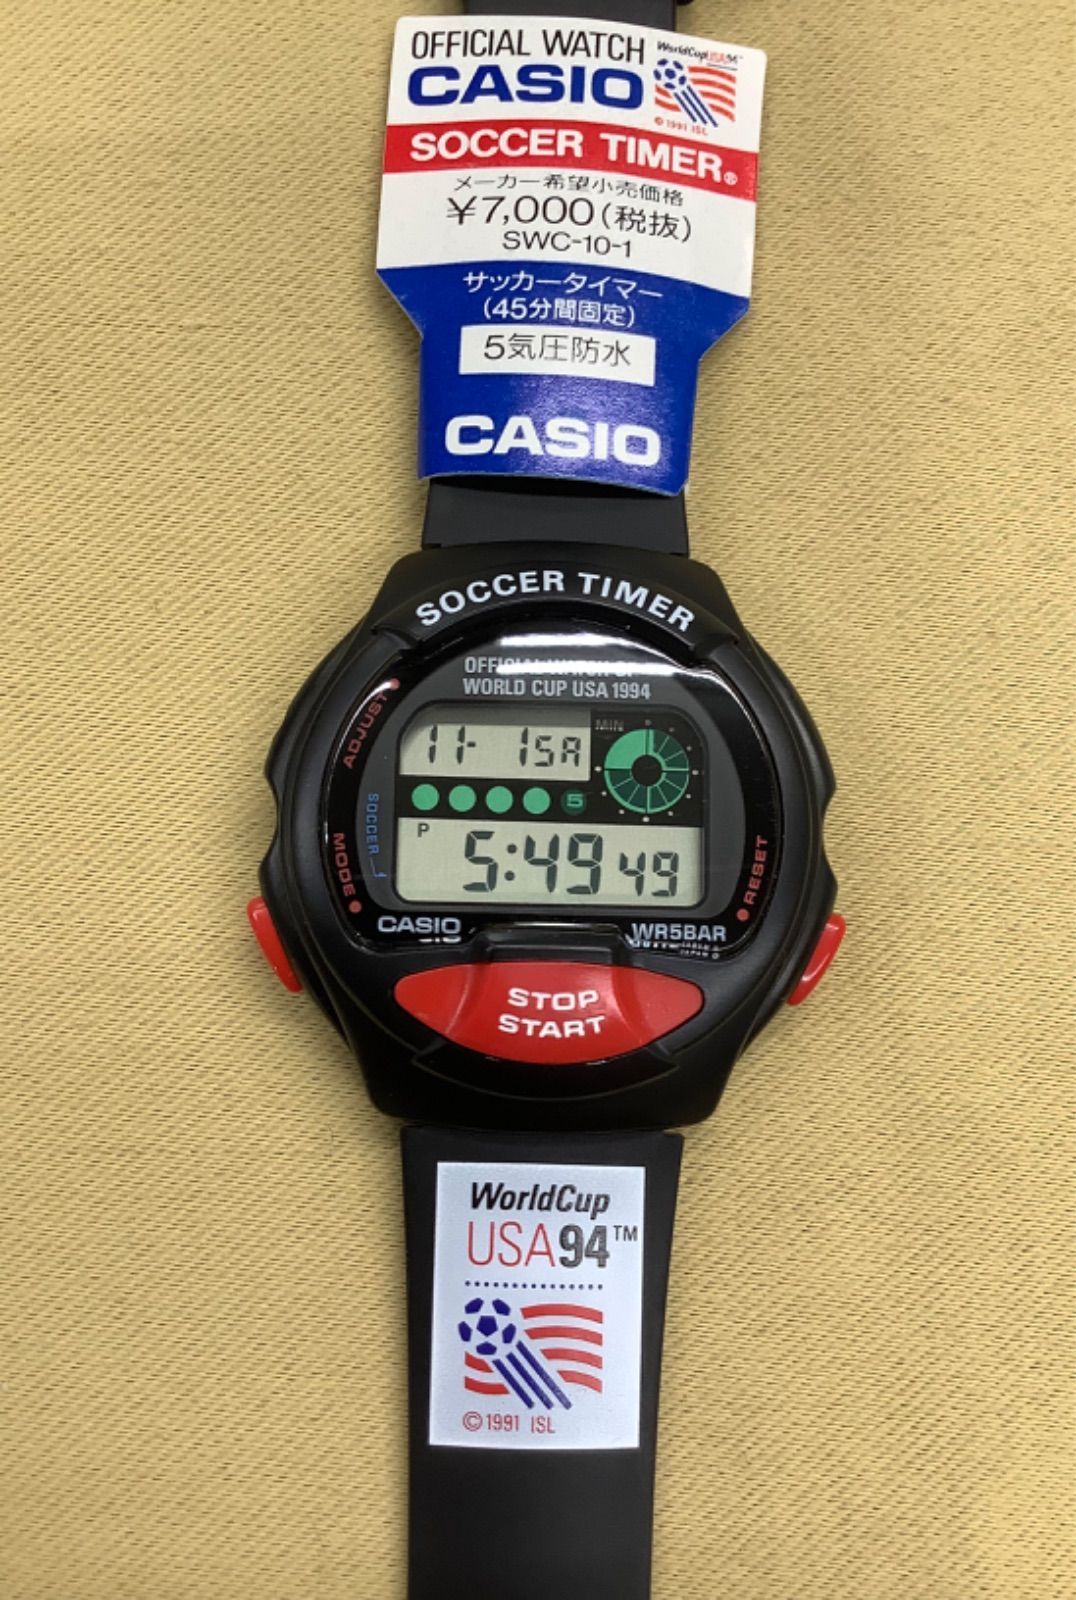 OFFICIAL WATCH
CASIO
WorldCupUSA94™
© 1991 ISL
SOCCER TIMER
メーカー希望小売価格
¥7,000(税抜)
SWC-10-1
サッカータイマー
(45分間固定)
5気圧防水
CASIO
SOCCER TIMER
OFFICIAL WATCH OF
WORLD CUP USA 1994
ADJUST
MIN
11- 1SA
5
SOCCER
P
5:49 49
MODE
RESET
CASIO
WR5BAR
STOP
START
WorldCup
USA94™
©1991 ISL